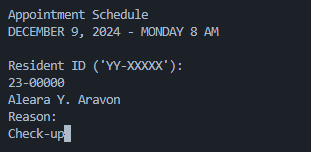 Appointment Schedule
DECEMBER 9, 2024 - MONDAY 8 AM
Resident ID ('YY-XXXXX'):
23-00000
Aleara Y. Aravon
Reason:
Check-up